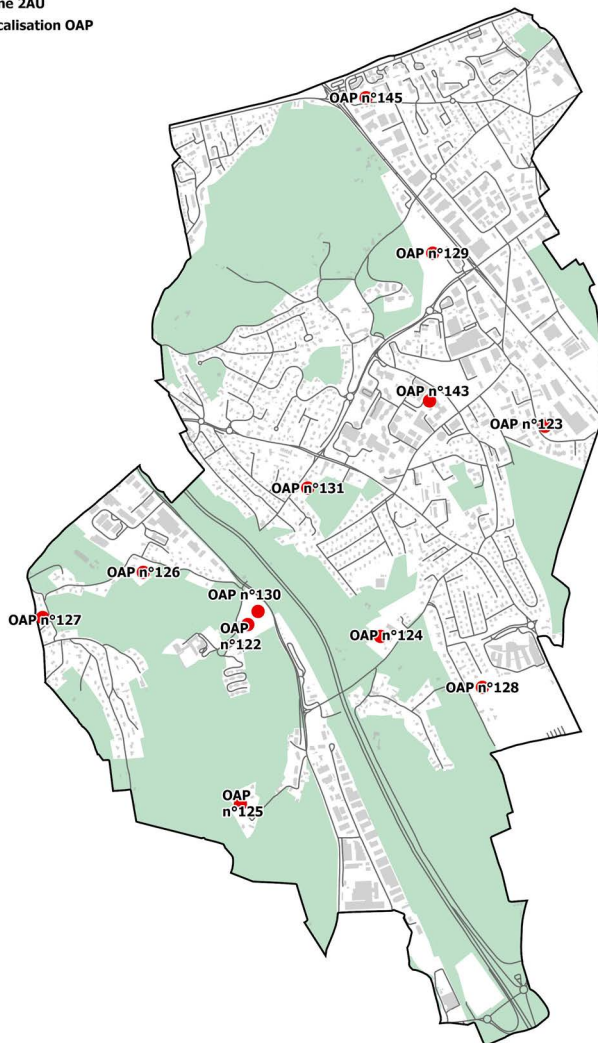 ne 2AU
calisation OAP
OAP n°145
OAP n°129
OAP n°143
OAP n°123
OAP n°131
OAP n°126
OAP n°130
OAP n°127
OAP
n°122
OAP n°124
OAP n°128
OAP
n°125